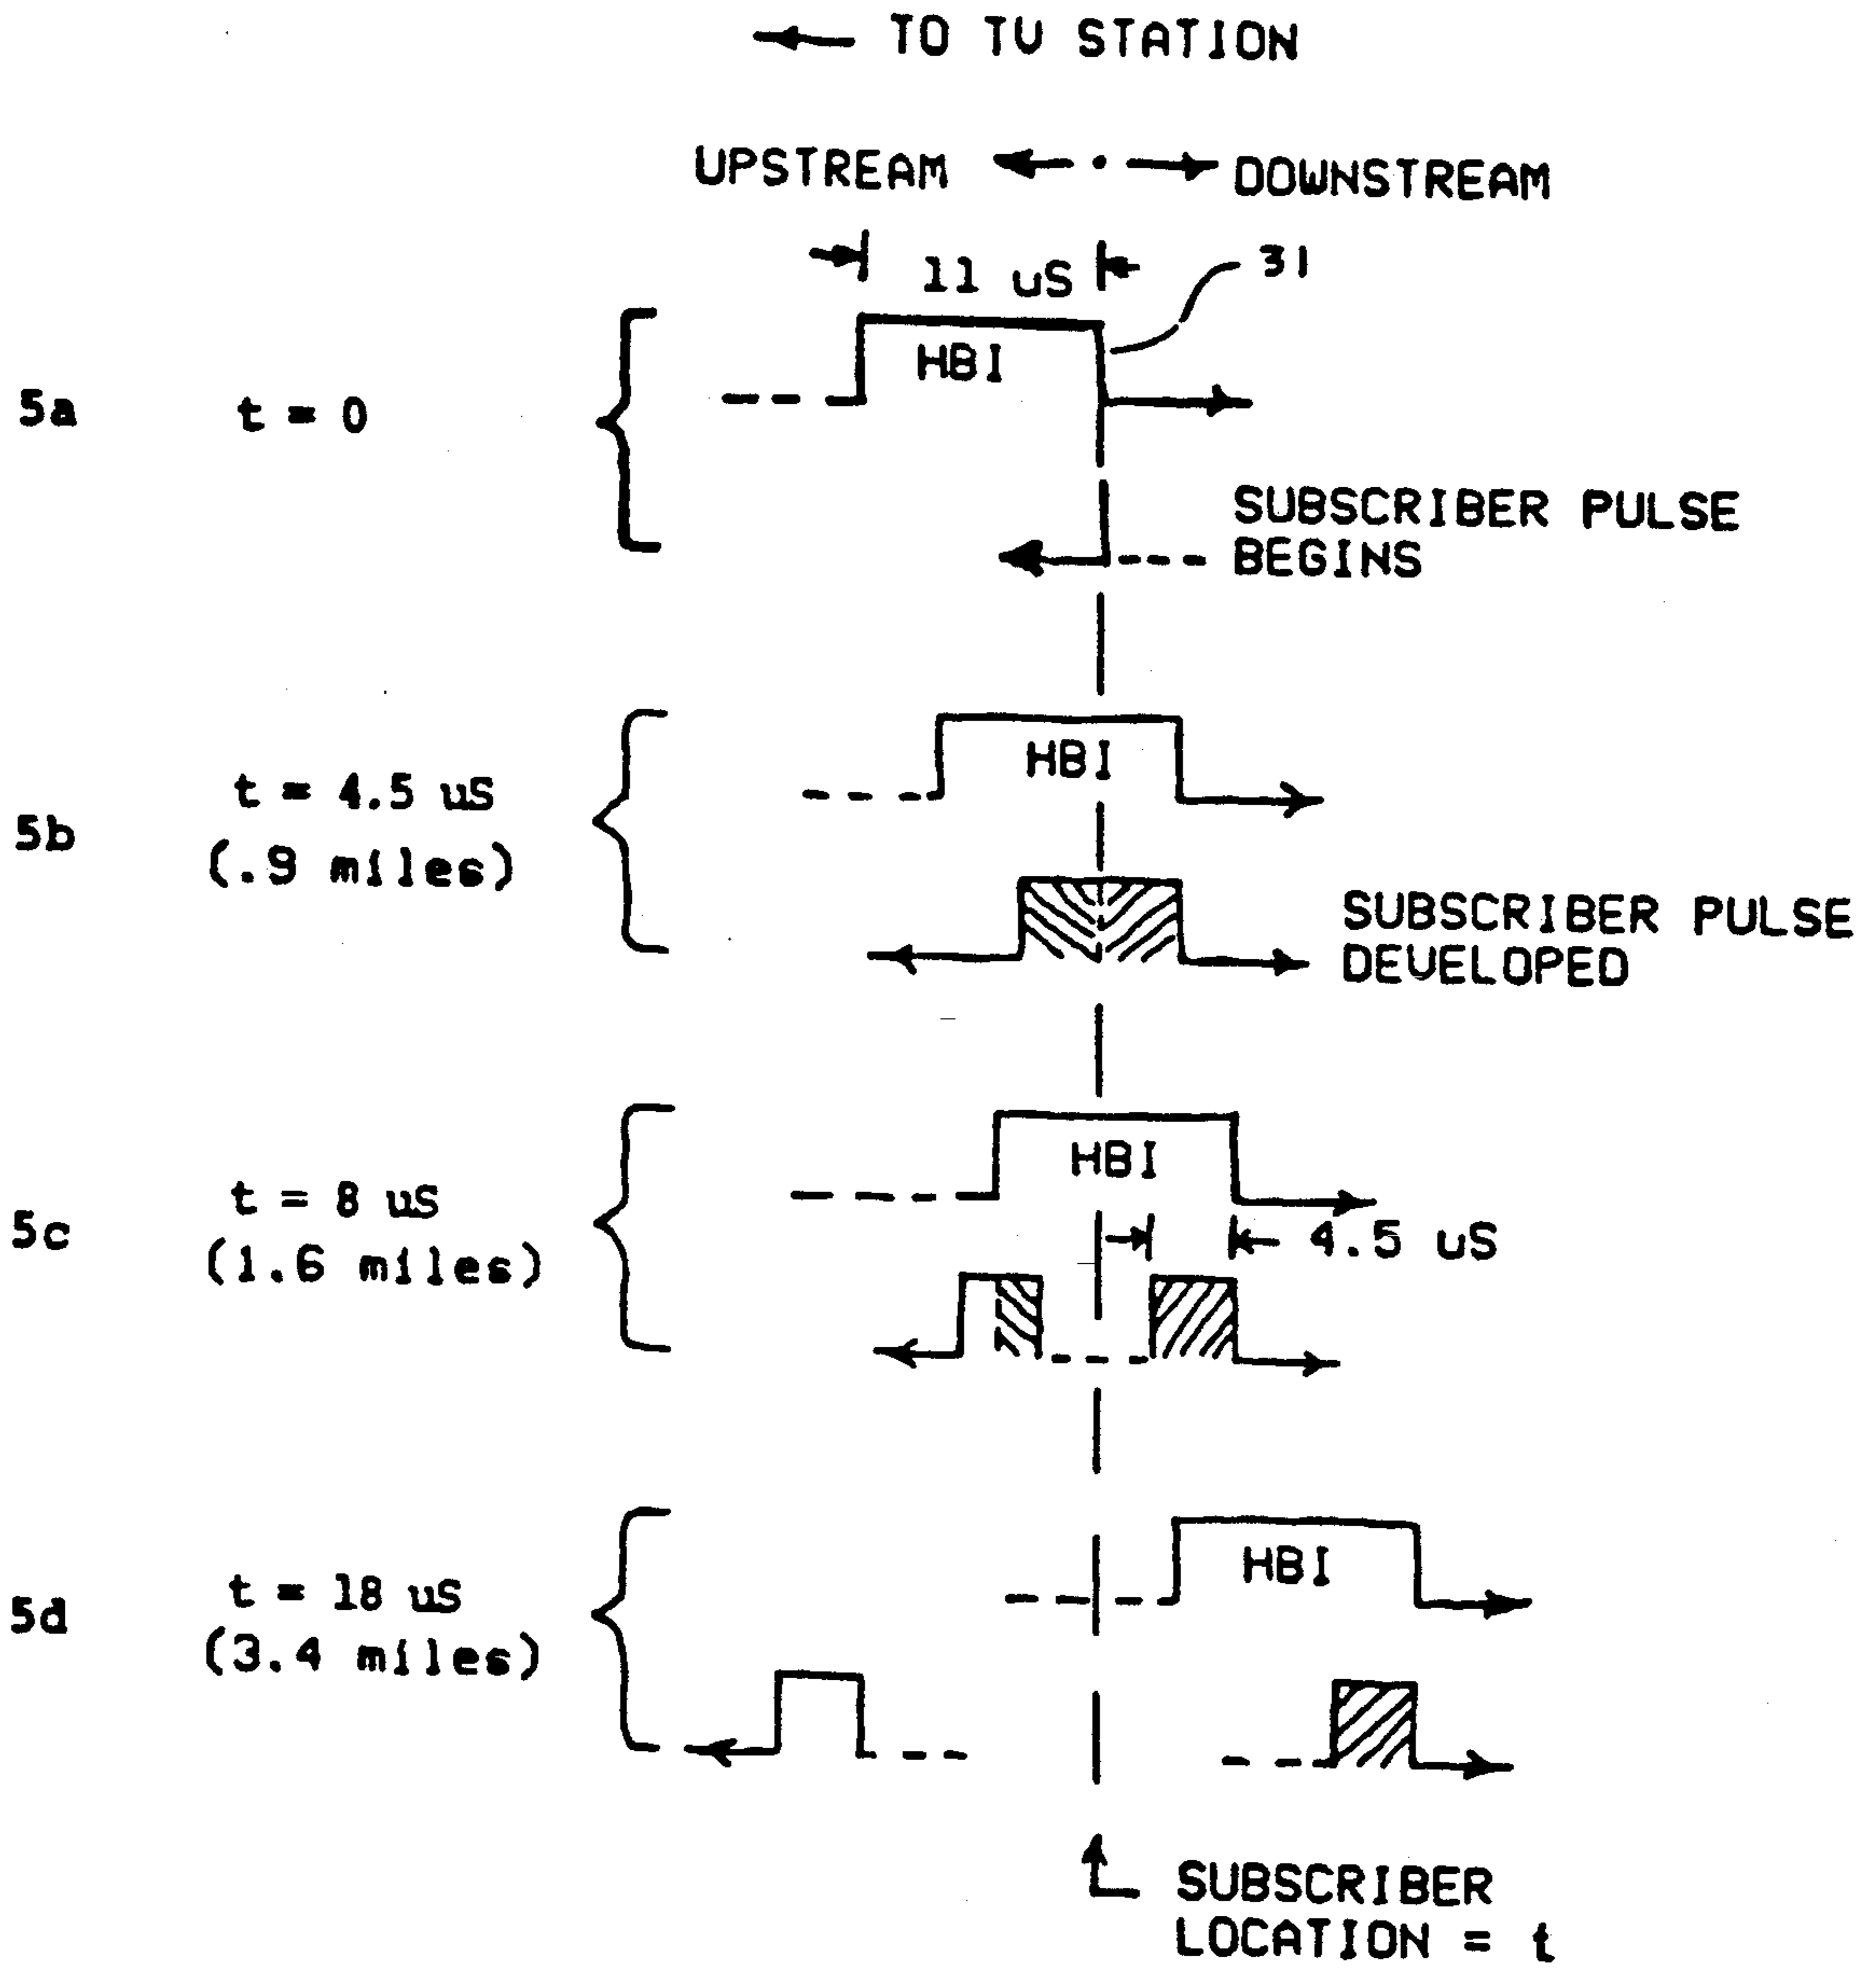 TO TV STATION
UPSTREAM DOWNSTREAM
11 uS 31
HBI
5a t = 0
SUBSCRIBER PULSE
BEGINS
HBI
5b t = 4.5 uS
(.9 miles)
SUBSCRIBER PULSE
DEVELOPED
HBI
5c t = 8 uS
(1.6 miles)
4.5 uS
HBI
5d t = 18 uS
(3.4 miles)
SUBSCRIBER
LOCATION = t